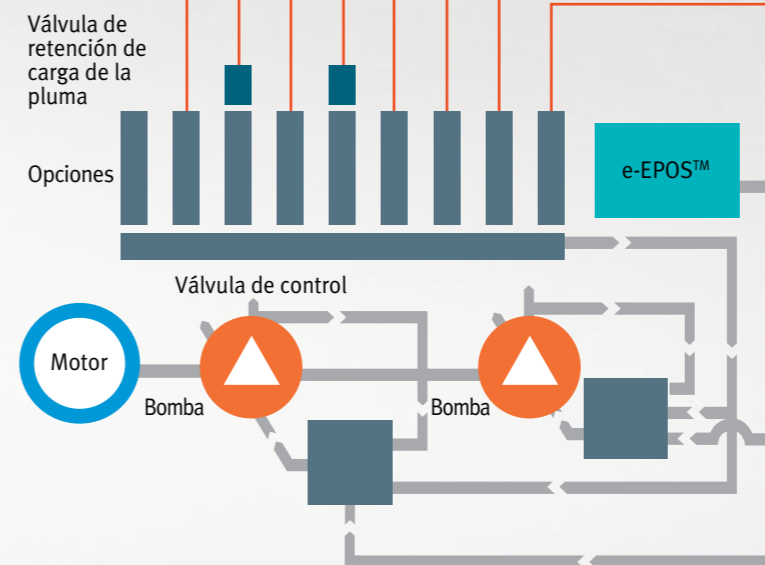 Válvula de
retención de
carga de la
pluma
Opciones
e-EPOS™
Válvula de control
Motor
Bomba
Bomba